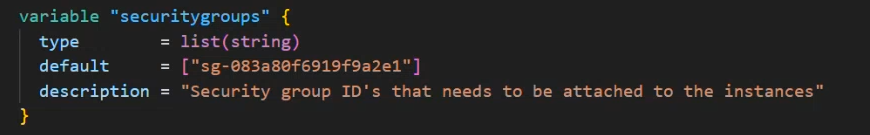 variable "securitygroups" {
  type        = list(string)
  default     = ["sg-083a80f6919f9a2e1"]
  description = "Security group ID's that needs to be attached to the instances"
}